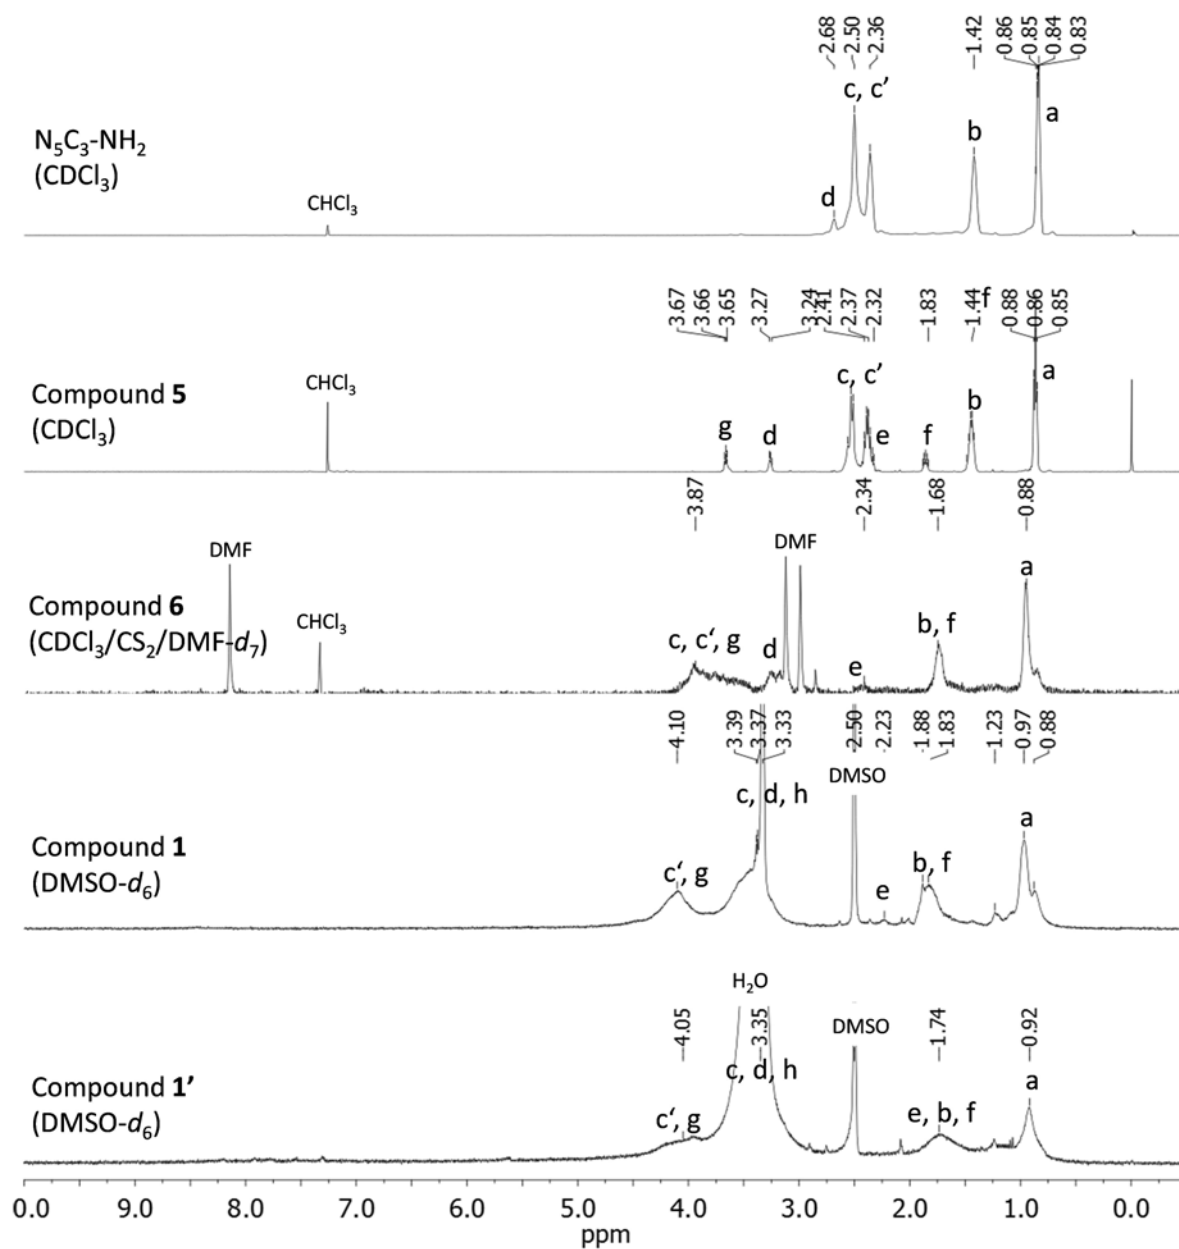 2.68 2.50 2.36 1.42 0.86 0.85 0.84 0.83
c, c’
a
b
N5C3-NH2
(CDCl3)
d
CHCl3
3.67 3.66 3.65 3.27 3.24 2.41 2.37 2.32 1.83 1.44 f 0.88 0.86 0.85
c, c’
a
CHCl3
Compound 5
(CDCl3)
b
g d e f
3.87 2.34 1.68 0.88
DMF
DMF
a
Compound 6
(CDCl3/CS2/DMF-d7)
CHCl3
b, f
c, c‘, g
d
e
4.10 3.39 3.37 3.33 2.50 2.23 1.88 1.83 1.23 0.97 0.88
DMSO
c, d, h
a
Compound 1
(DMSO-d6)
c‘, g
b, f
e
H2O
4.05 3.35 1.74 0.92
DMSO
Compound 1’
(DMSO-d6)
c, d, h
a
c‘, g
e, b, f
0.0 9.0 8.0 7.0 6.0 5.0 4.0 3.0 2.0 1.0 0.0
ppm